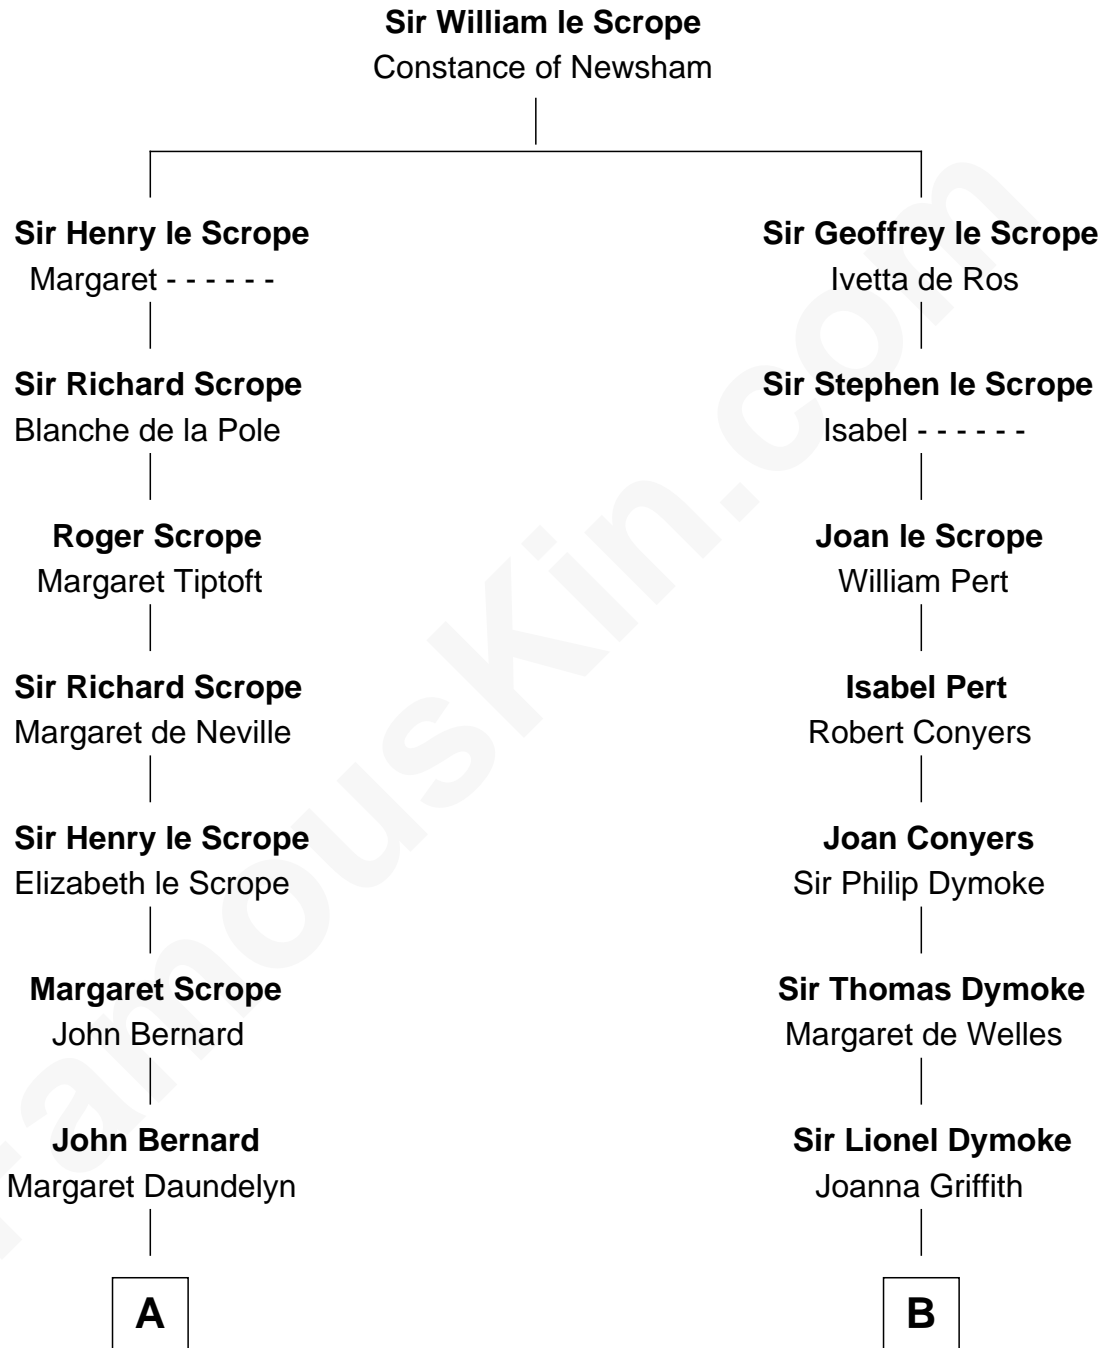 Sir William le Scrope
Constance of Newsham
Sir Henry le Scrope
Margaret - - - - - -
Sir Richard Scrope
Blanche de la Pole
Roger Scrope
Margaret Tiptoft
Sir Richard Scrope
Margaret de Neville
Sir Henry le Scrope
Elizabeth le Scrope
Margaret Scrope
John Bernard
John Bernard
Margaret Daundelyn
A
Sir Geoffrey le Scrope
Ivetta de Ros
Sir Stephen le Scrope
Isabel - - - - - -
Joan le Scrope
William Pert
Isabel Pert
Robert Conyers
Joan Conyers
Sir Philip Dymoke
Sir Thomas Dymoke
Margaret de Welles
Sir Lionel Dymoke
Joanna Griffith
B
FamousKin.com